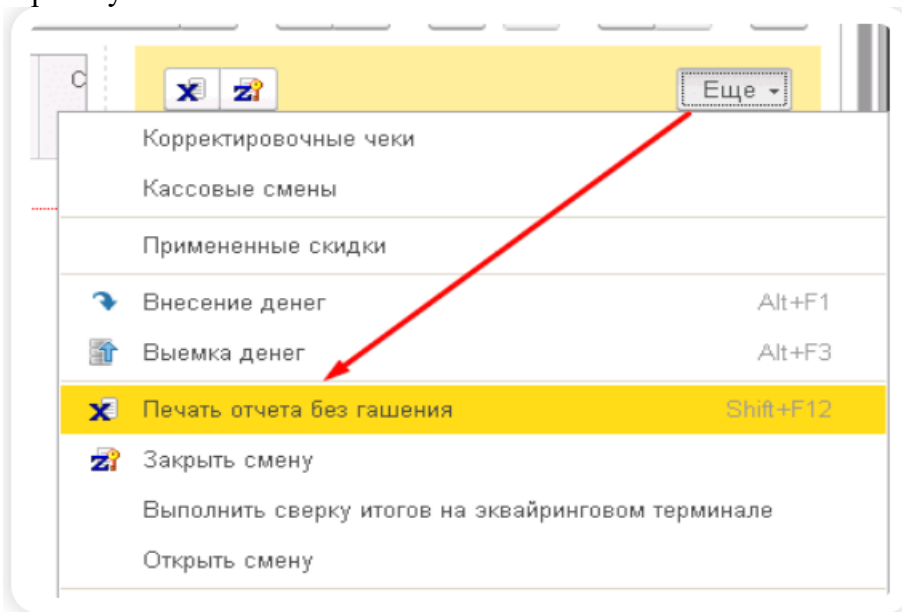 С
X Z
Еще
Корректировочные чеки
Кассовые смены
Примененные скидки
Внесение денег Alt+F1
Выемка денег Alt+F3
X Печать отчета без гашения Shift+F12
Z Закрыть смену
Выполнить сверку итогов на эквайринговом терминале
Открыть смену